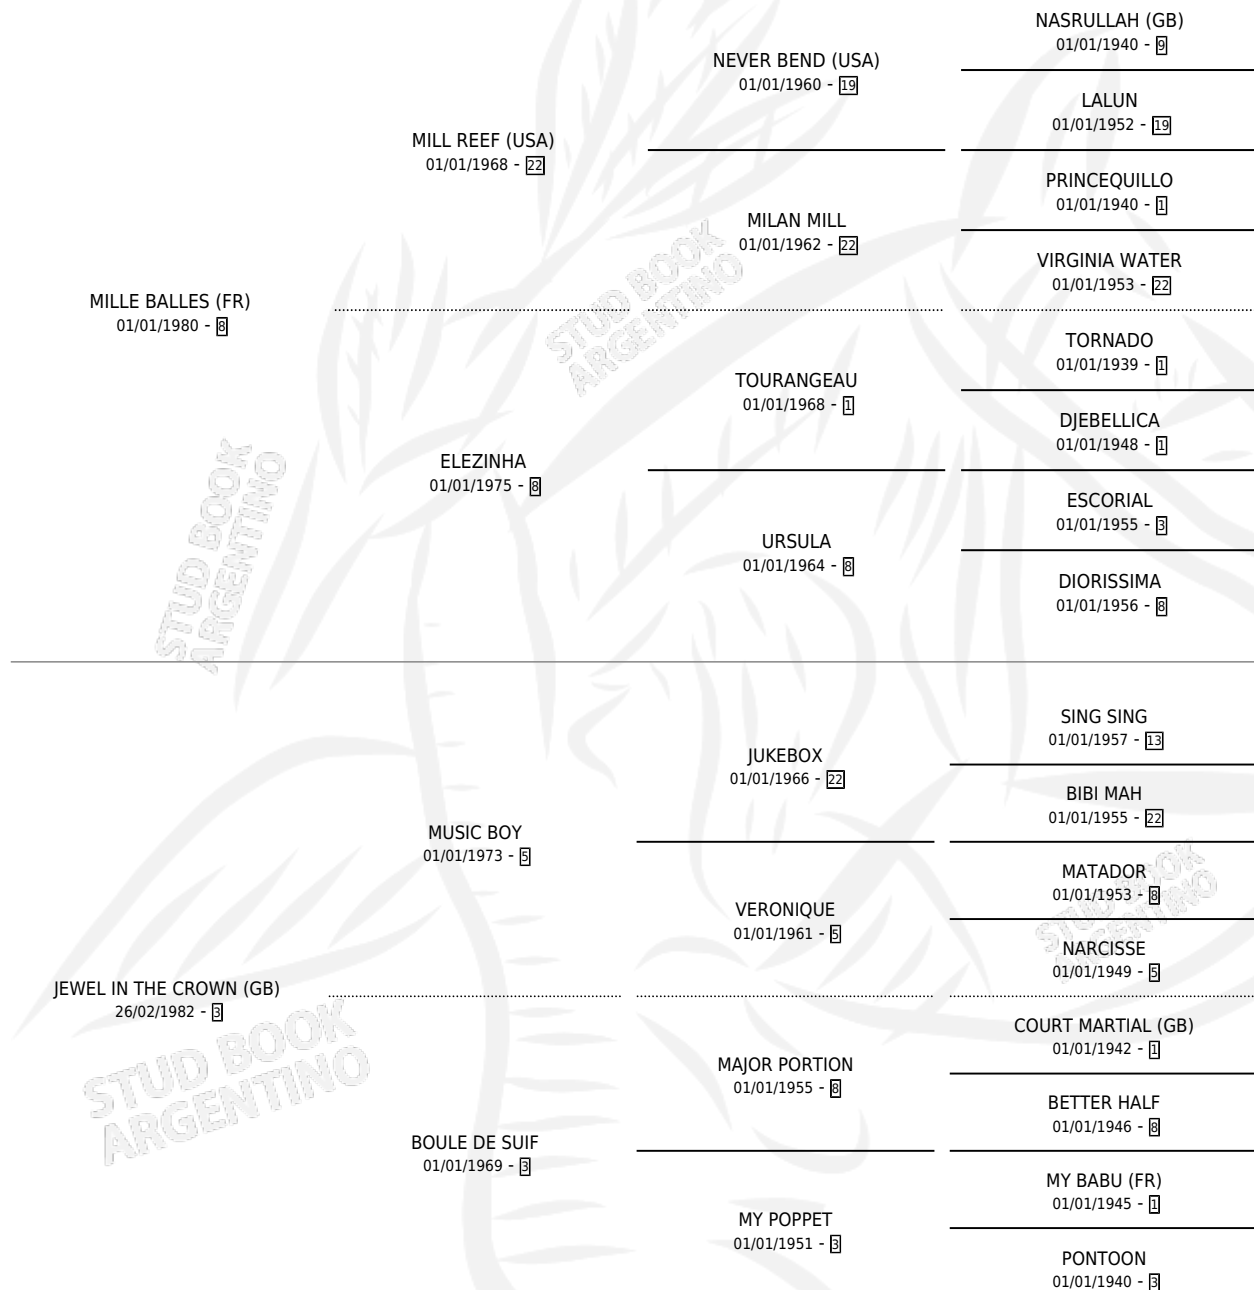 NASRULLAH (GB)
01/01/1940 - 9
NEVER BEND (USA)
01/01/1960 - 19
LALUN
01/01/1952 - 19
MILL REEF (USA)
01/01/1968 - 22
PRINCEQUILLO
01/01/1940 - 1
MILAN MILL
01/01/1962 - 22
VIRGINIA WATER
01/01/1953 - 22
MILLE BALLES (FR)
01/01/1980 - 8
TORNADO
01/01/1939 - 1
TOURANGEAU
01/01/1968 - 1
DJEBELLICA
01/01/1948 - 1
ELEZINHA
01/01/1975 - 8
ESCORIAL
01/01/1955 - 3
URSULA
01/01/1964 - 8
DIORISSIMA
01/01/1956 - 8
SING SING
01/01/1957 - 13
JUKEBOX
01/01/1966 - 22
BIBI MAH
01/01/1955 - 22
MUSIC BOY
01/01/1973 - 5
MATADOR
01/01/1953 - 8
VERONIQUE
01/01/1961 - 5
NARCISSE
01/01/1949 - 5
JEWEL IN THE CROWN (GB)
26/02/1982 - 3
COURT MARTIAL (GB)
01/01/1942 - 1
MAJOR PORTION
01/01/1955 - 8
BETTER HALF
01/01/1946 - 8
BOULE DE SUIF
01/01/1969 - 3
MY BABU (FR)
01/01/1945 - 1
MY POPPET
01/01/1951 - 3
PONTOON
01/01/1940 - 3
STUD BOOK
ARGENTINO
STUD BOOK
ARGENTINO
STUD BOOK
ARGENTINO
STUD BOOK
ARGENTINO